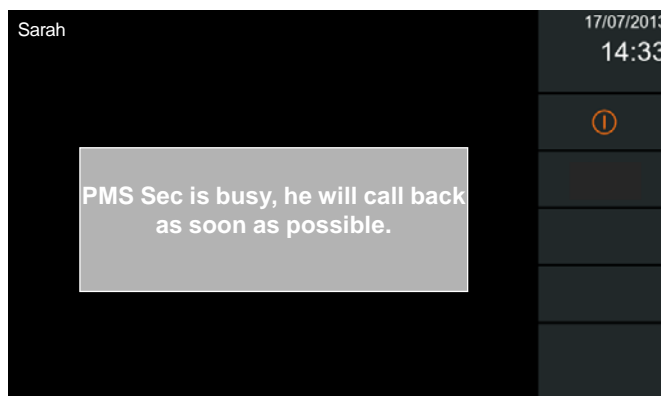 Sarah
17/07/2013
14:33
PMS Sec is busy, he will call back
as soon as possible.